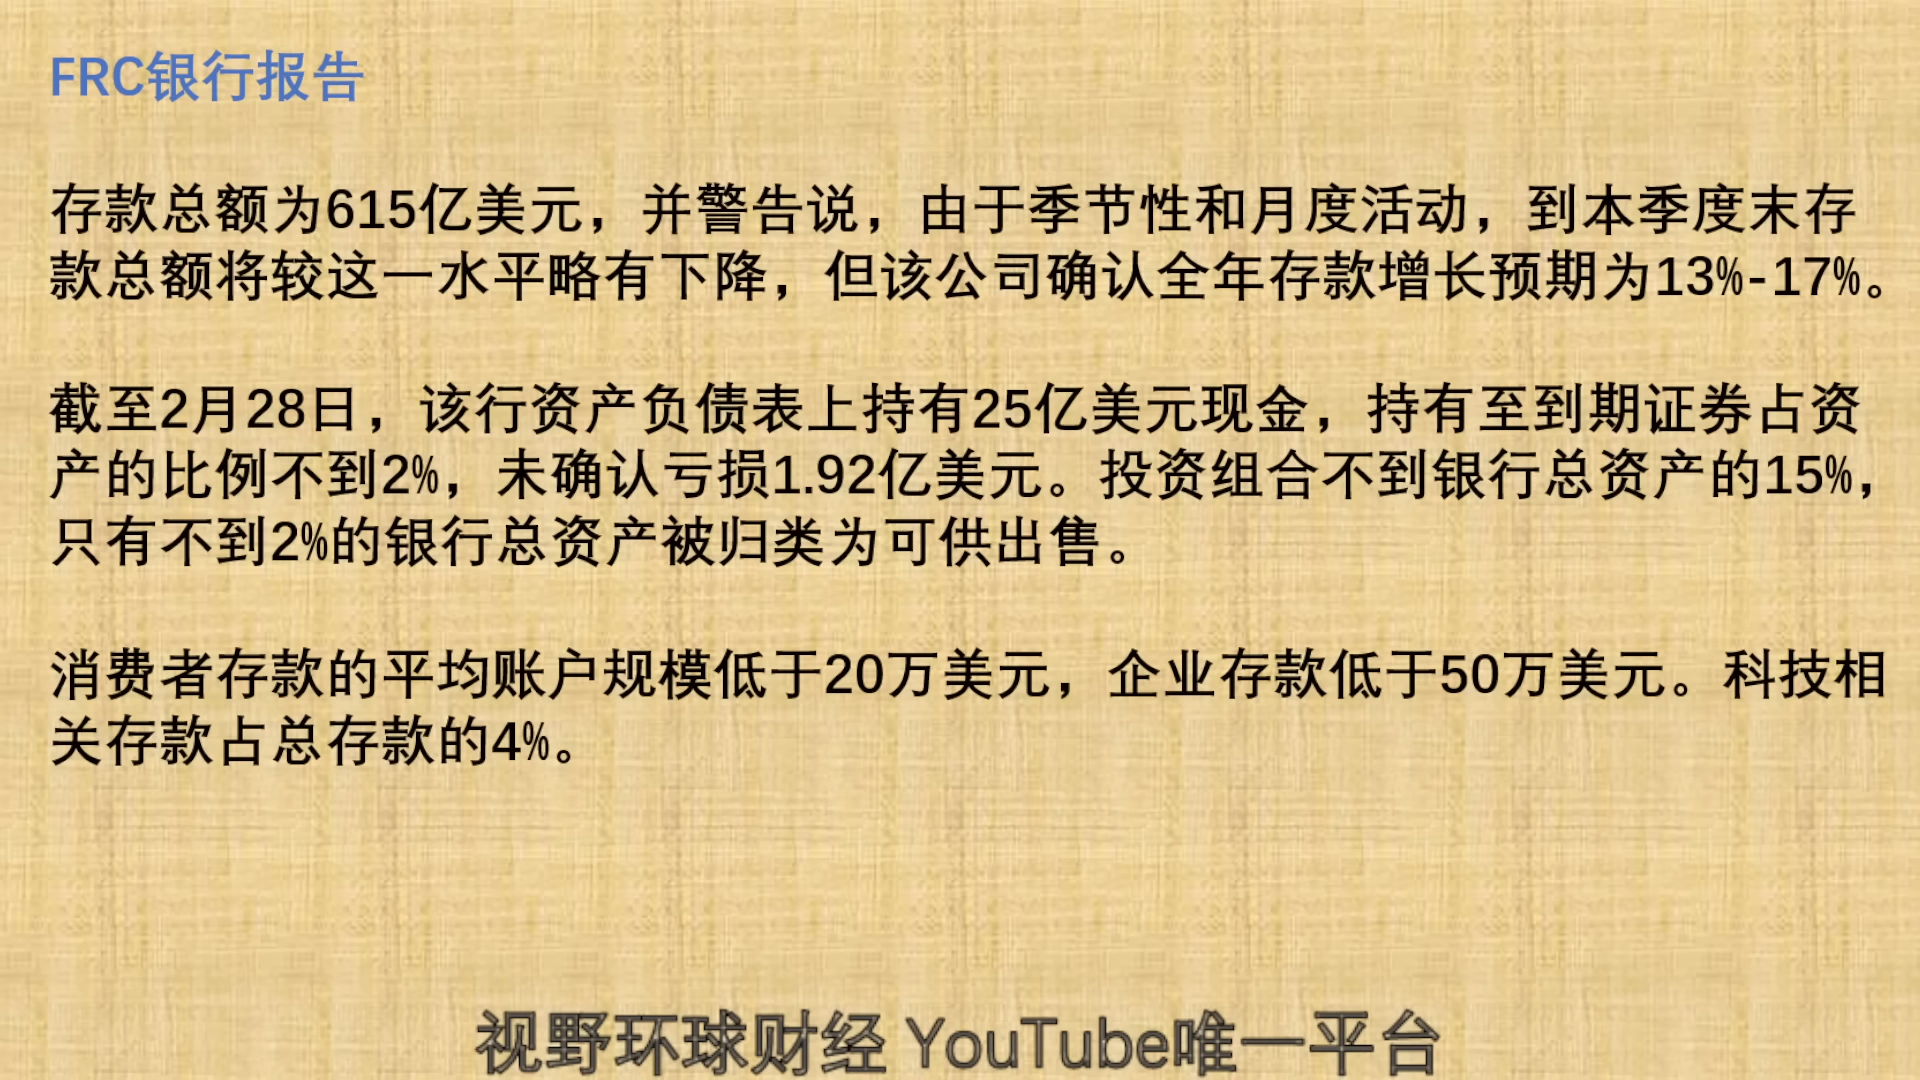 FRC银行报告
存款总额为615亿美元，并警告说，由于季节性和月度活动，到本季度末存
款总额将较这一水平略有下降，但该公司确认全年存款增长预期为13%-17%。
截至2月28日，该行资产负债表上持有25亿美元现金，持有至到期证券占资
产的比例不到2%，未确认亏损1.92亿美元。投资组合不到银行总资产的15%，
只有不到2%的银行总资产被归类为可供出售。
消费者存款的平均账户规模低于20万美元，企业存款低于50万美元。科技相
关存款占总存款的4%。
视野环球财经 YouTube唯一平台